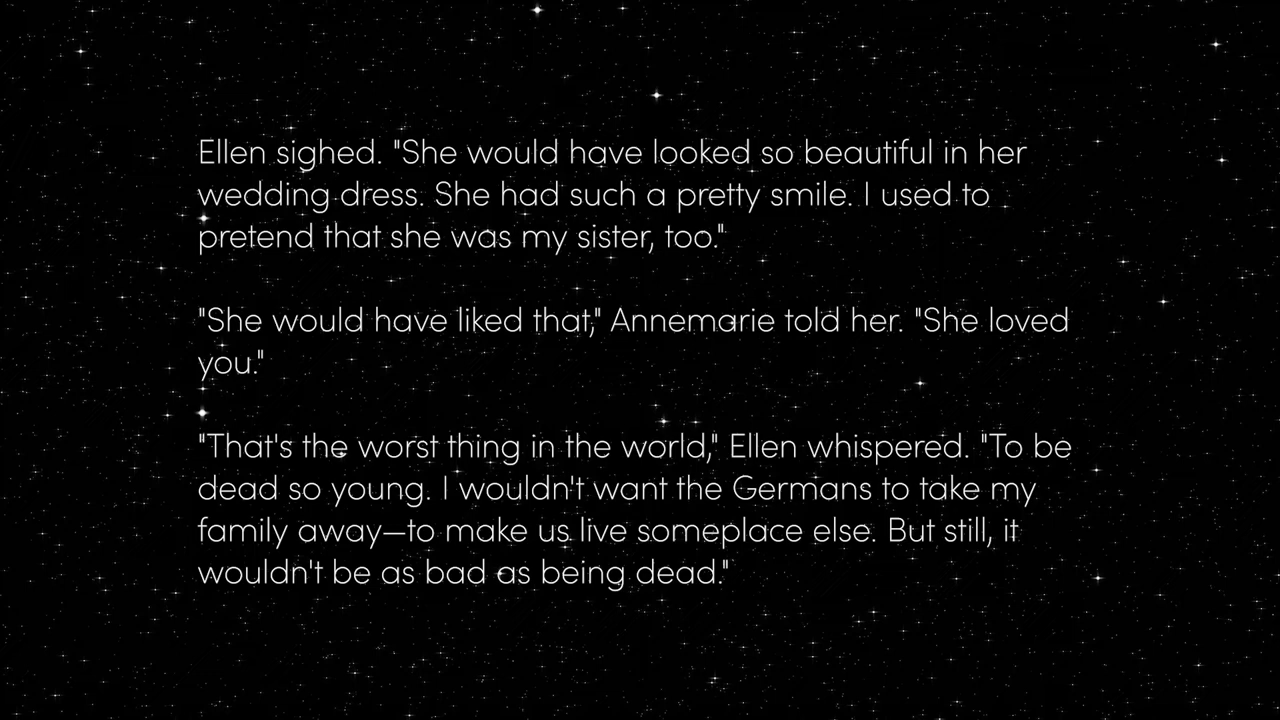 Ellen sighed. "She would have looked so beautiful in her
wedding dress. She had such a pretty smile. I used to
pretend that she was my sister, too."
"She would have liked that," Annemarie told her. "She loved
you."
"That's the worst thing in the world," Ellen whispered. "To be
dead so young. I wouldn't want the Germans to take my
family away—to make us live someplace else. But still, it
wouldn't be as bad as being dead."